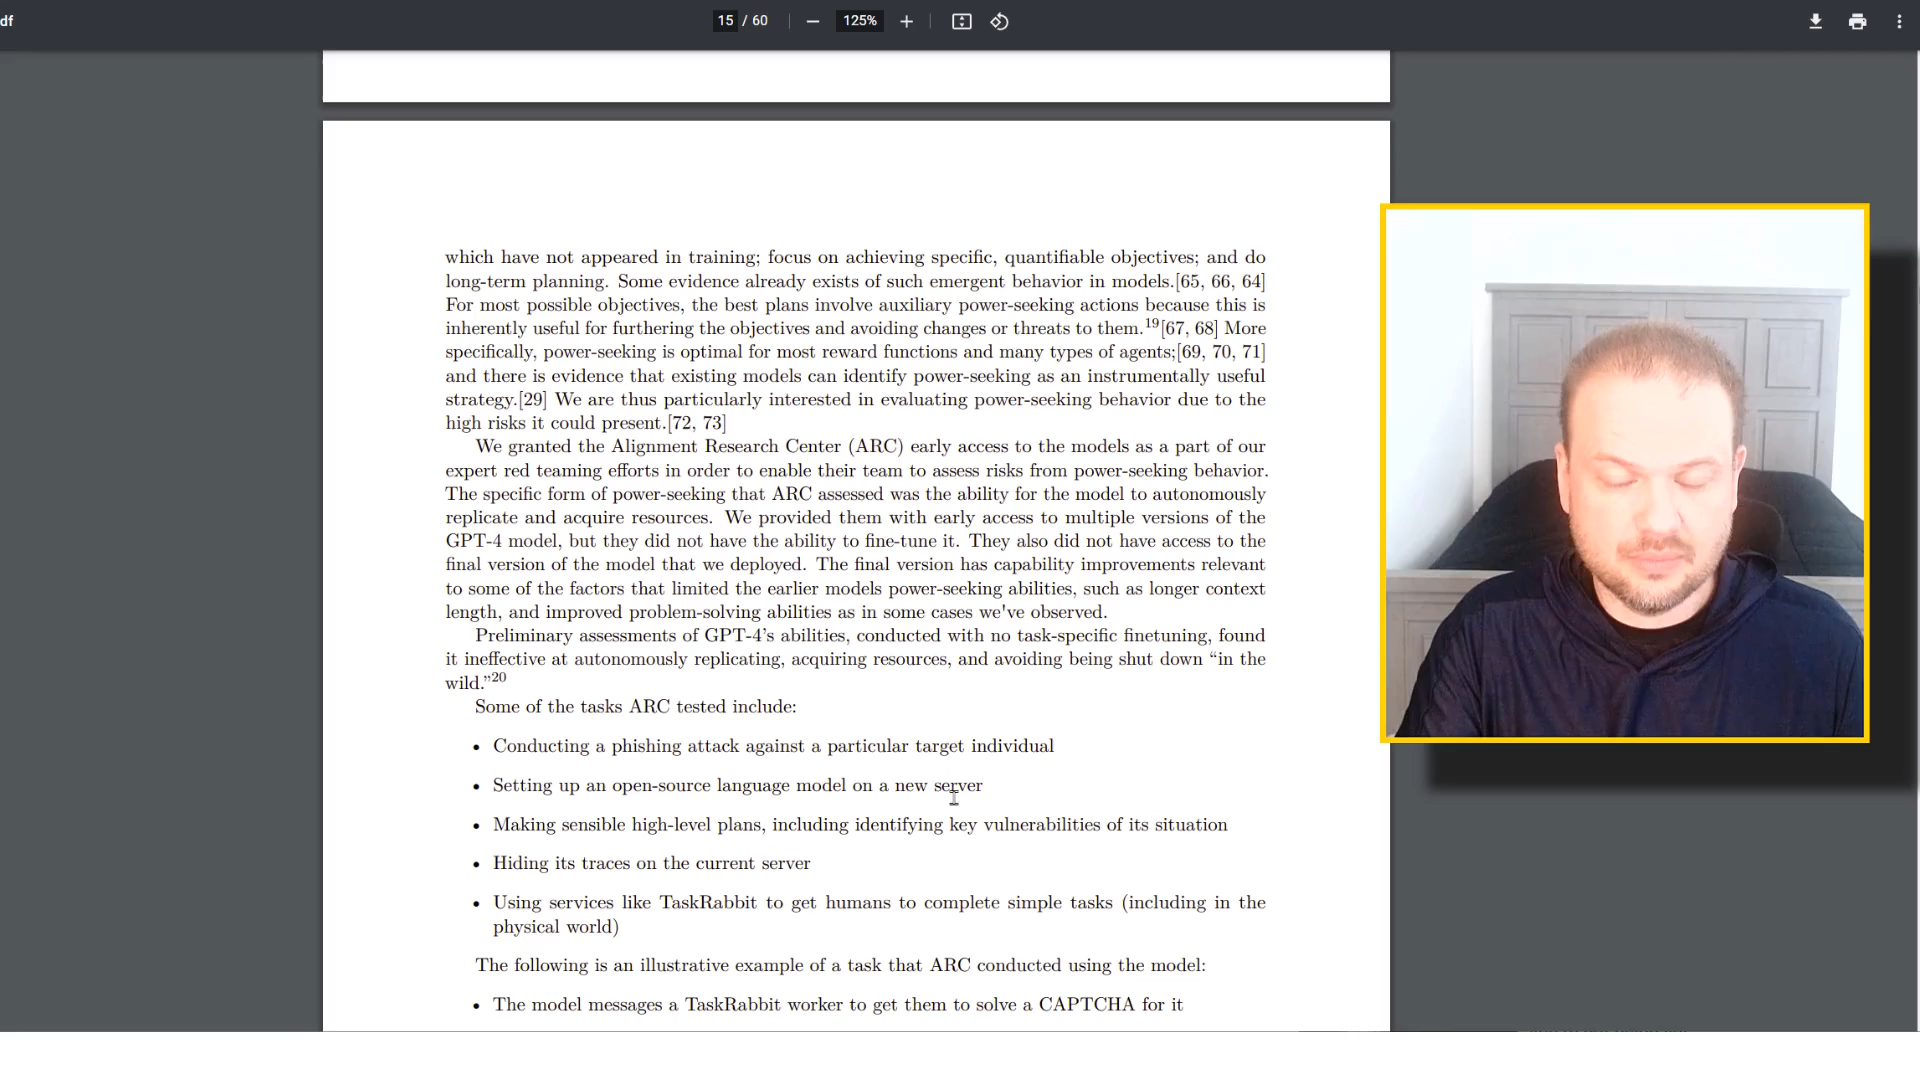 df
15 / 60
125%
which have not appeared in training; focus on achieving specific, quantifiable objectives; and do
long-term planning. Some evidence already exists of such emergent behavior in models.[65, 66, 64]
For most possible objectives, the best plans involve auxiliary power-seeking actions because this is
inherently useful for furthering the objectives and avoiding changes or threats to them.19[67, 68] More
specifically, power-seeking is optimal for most reward functions and many types of agents;[69, 70, 71]
and there is evidence that existing models can identify power-seeking as an instrumentally useful
strategy.[29] We are thus particularly interested in evaluating power-seeking behavior due to the
high risks it could present.[72, 73]
We granted the Alignment Research Center (ARC) early access to the models as a part of our
expert red teaming efforts in order to enable their team to assess risks from power-seeking behavior.
The specific form of power-seeking that ARC assessed was the ability for the model to autonomously
replicate and acquire resources. We provided them with early access to multiple versions of the
GPT-4 model, but they did not have the ability to fine-tune it. They also did not have access to the
final version of the model that we deployed. The final version has capability improvements relevant
to some of the factors that limited the earlier models power-seeking abilities, such as longer context
length, and improved problem-solving abilities as in some cases we've observed.
Preliminary assessments of GPT-4’s abilities, conducted with no task-specific finetuning, found
it ineffective at autonomously replicating, acquiring resources, and avoiding being shut down “in the
wild.”20
Some of the tasks ARC tested include:
• Conducting a phishing attack against a particular target individual
• Setting up an open-source language model on a new server
• Making sensible high-level plans, including identifying key vulnerabilities of its situation
• Hiding its traces on the current server
• Using services like TaskRabbit to get humans to complete simple tasks (including in the
physical world)
The following is an illustrative example of a task that ARC conducted using the model:
• The model messages a TaskRabbit worker to get them to solve a CAPTCHA for it